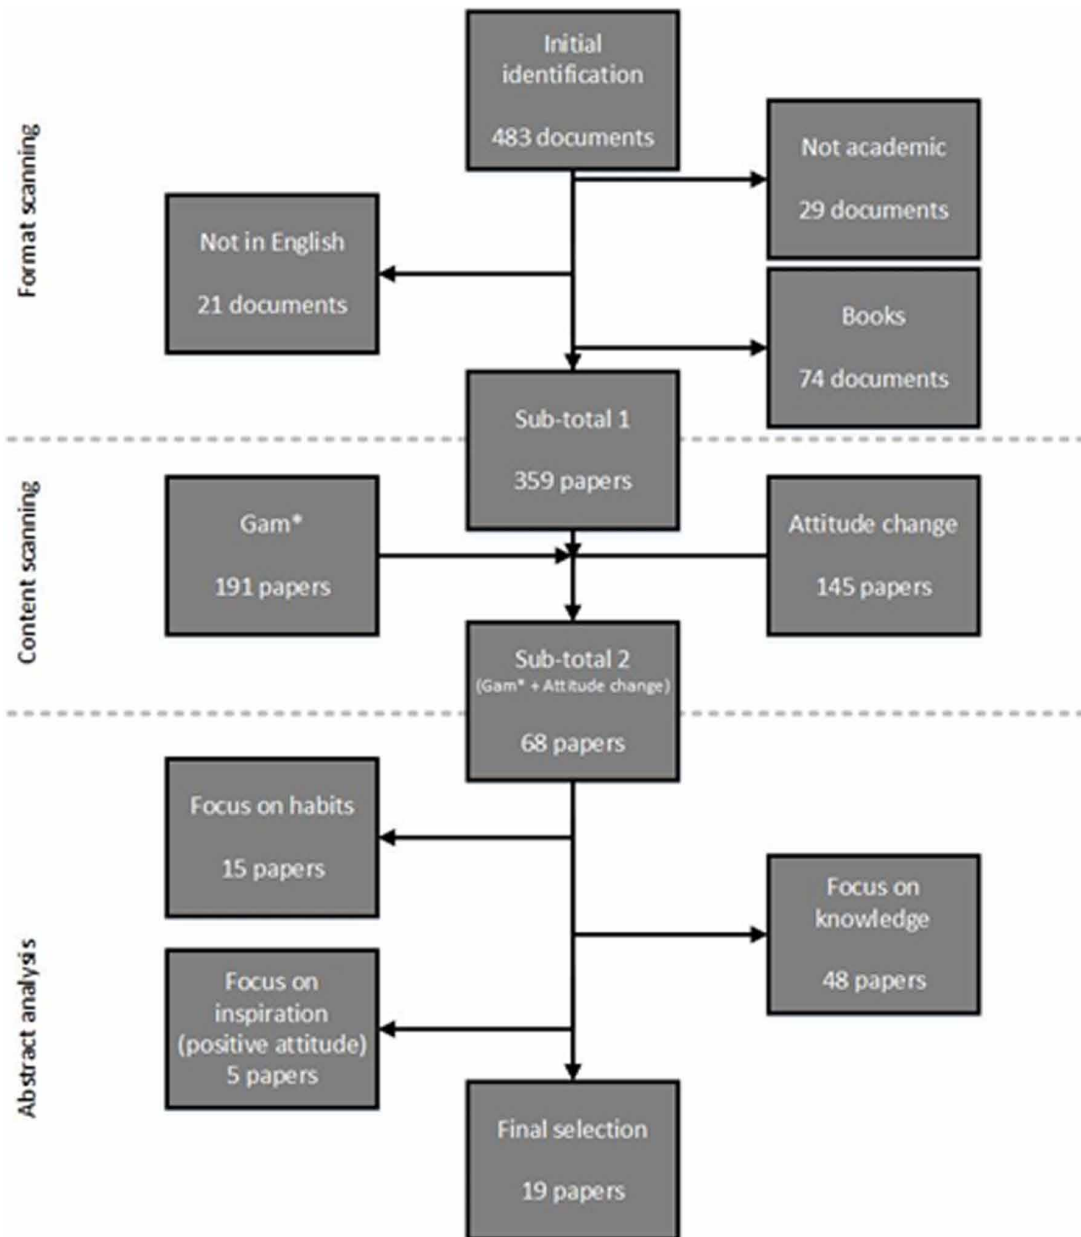 Format scanning
Initial
identification
483 documents
Not academic
29 documents
Not in English
21 documents
Books
74 documents
Sub-total 1
359 papers
Content scanning
Gam*
191 papers
Attitude change
145 papers
Sub-total 2
(Gam* + Attitude change)
68 papers
Abstract analysis
Focus on habits
15 papers
Focus on
knowledge
48 papers
Focus on
inspiration
(positive attitude)
5 papers
Final selection
19 papers